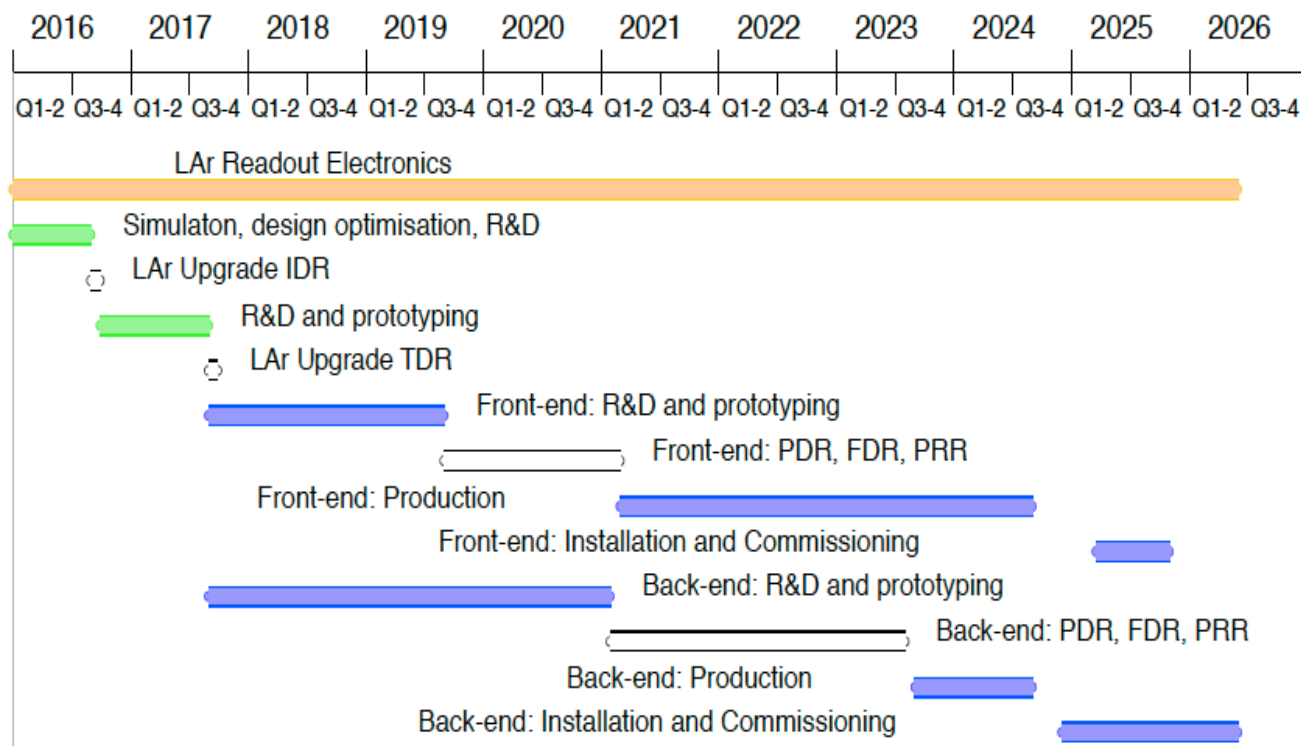 2016 2017 2018 2019 2020 2021 2022 2023 2024 2025 2026
Q1-2 Q3-4 Q1-2 Q3-4 Q1-2 Q3-4 Q1-2 Q3-4 Q1-2 Q3-4 Q1-2 Q3-4 Q1-2 Q3-4 Q1-2 Q3-4 Q1-2 Q3-4 Q1-2 Q3-4 Q1-2 Q3-4
LAr Readout Electronics
Simulaton, design optimisation, R&D
LAr Upgrade IDR
R&D and prototyping
LAr Upgrade TDR
Front-end: R&D and prototyping
Front-end: PDR, FDR, PRR
Front-end: Production
Front-end: Installation and Commissioning
Back-end: R&D and prototyping
Back-end: PDR, FDR, PRR
Back-end: Production
Back-end: Installation and Commissioning